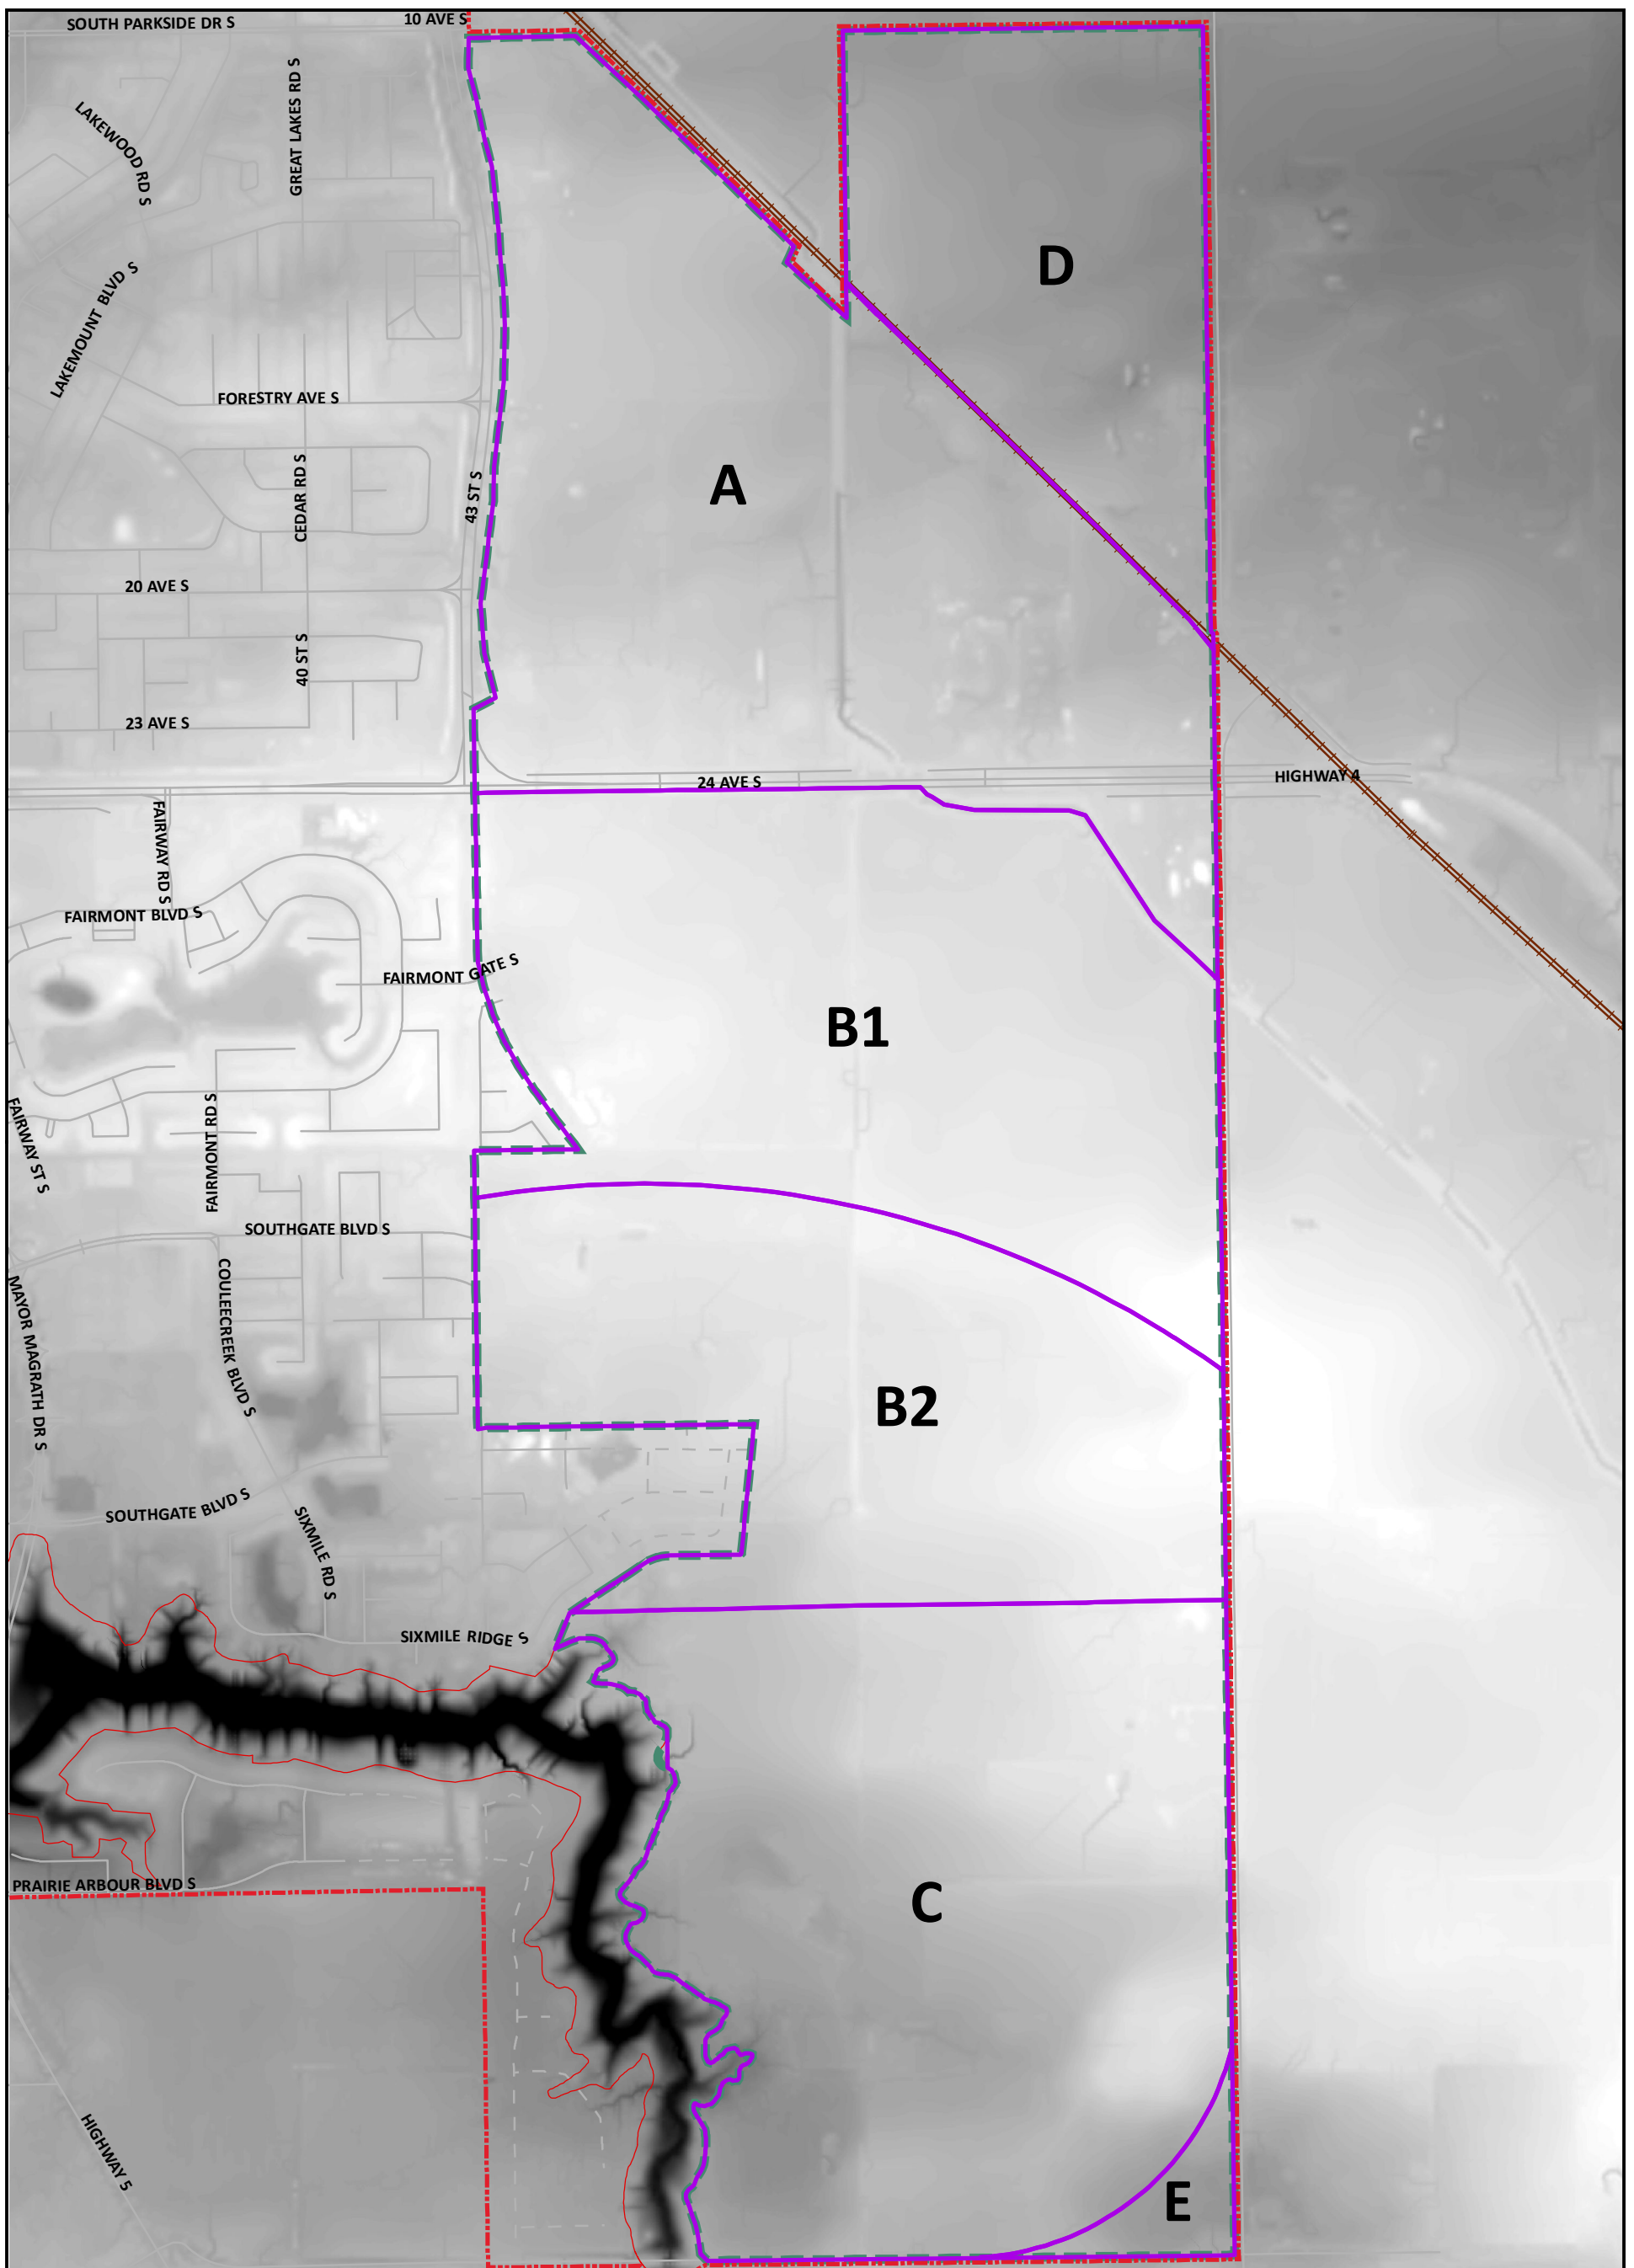 SOUTH PARKSIDE DR S
10 AVE S
GREAT LAKES RD S
LAKEWOOD RD S
D
LAKEMOUNT BLVD S
FORESTRY AVE S
CEDAR RD S
43 ST S
A
20 AVE S
40 ST S
23 AVE S
24 AVE S
HIGHWAY 4
FAIRWAY RD S
FAIRMONT BLVD S
FAIRMONT GATE S
B1
FAIRWAY ST S
FAIRMONT RD S
SOUTHGATE BLVD S
COULEECREEK BLVD S
MAYOR MAGRATH DR S
B2
SOUTHGATE BLVD S
SIXMILE RD S
SIXMILE RIDGE S
PRAIRIE ARBOUR BLVD S
C
HIGHWAY 5
E